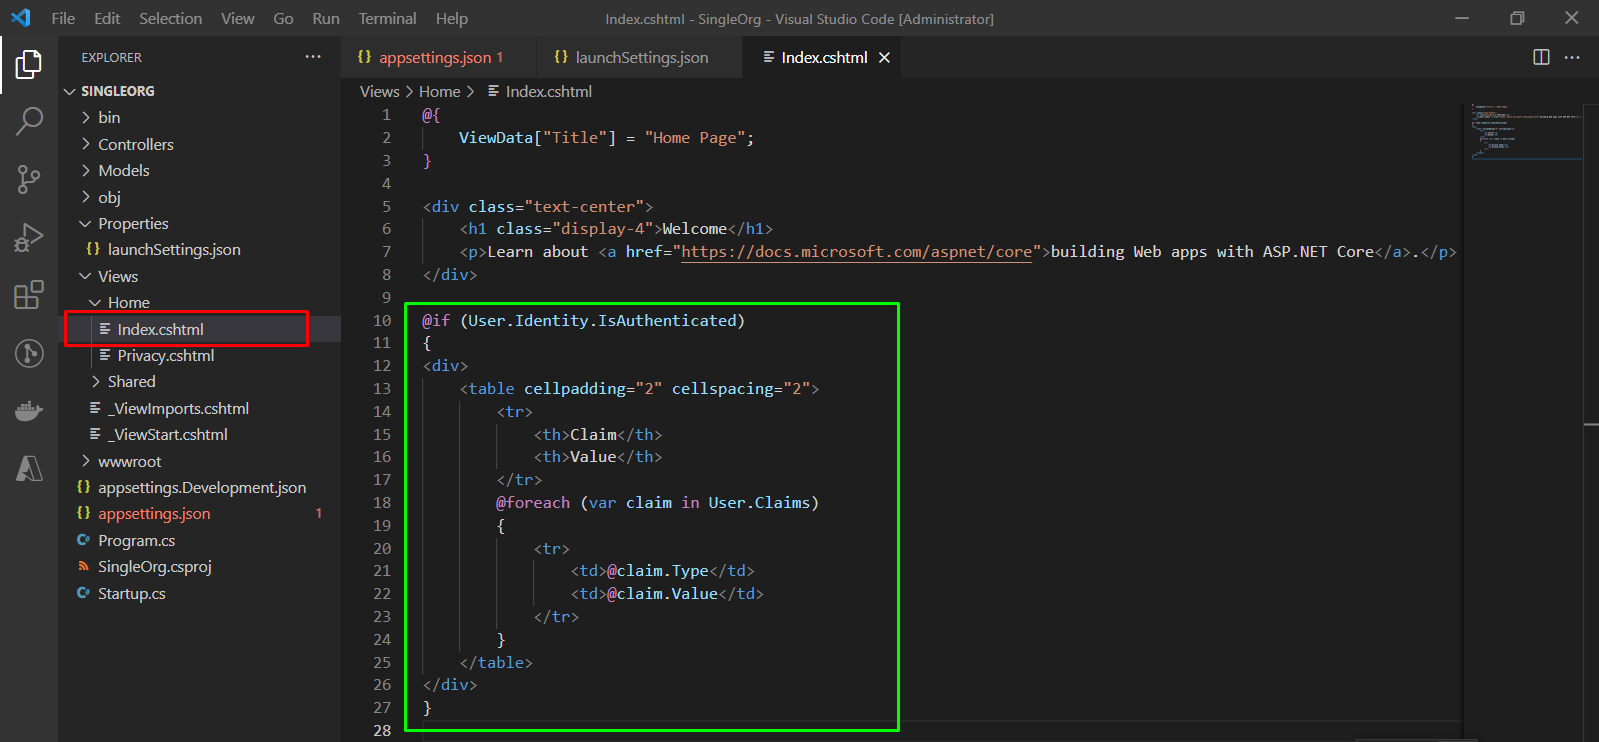 File Edit Selection View Go Run Terminal Help Index.cshtml - SingleOrg - Visual Studio Code [Administrator]
EXPLORER
SINGLEORG
bin
Controllers
Models
obj
Properties
launchSettings.json
Views
Home
Index.cshtml
Privacy.cshtml
Shared
_ViewImports.cshtml
_ViewStart.cshtml
wwwroot
appsettings.Development.json
appsettings.json 1
Program.cs
SingleOrg.csproj
Startup.cs
appsettings.json 1 launchSettings.json Index.cshtml
Views > Home > Index.cshtml
1 @{
2 ViewData["Title"] = "Home Page";
3 }
4
5 <div class="text-center">
6 <h1 class="display-4">Welcome</h1>
7 <p>Learn about <a href="https://docs.microsoft.com/aspnet/core">building Web apps with ASP.NET Core</a>.</p>
8 </div>
9
10 @if (User.Identity.IsAuthenticated)
11 {
12 <div>
13 <table cellpadding="2" cellspacing="2">
14 <tr>
15 <th>Claim</th>
16 <th>Value</th>
17 </tr>
18 @foreach (var claim in User.Claims)
19 {
20 <tr>
21 <td>@claim.Type</td>
22 <td>@claim.Value</td>
23 </tr>
24 }
25 </table>
26 </div>
27 }
28